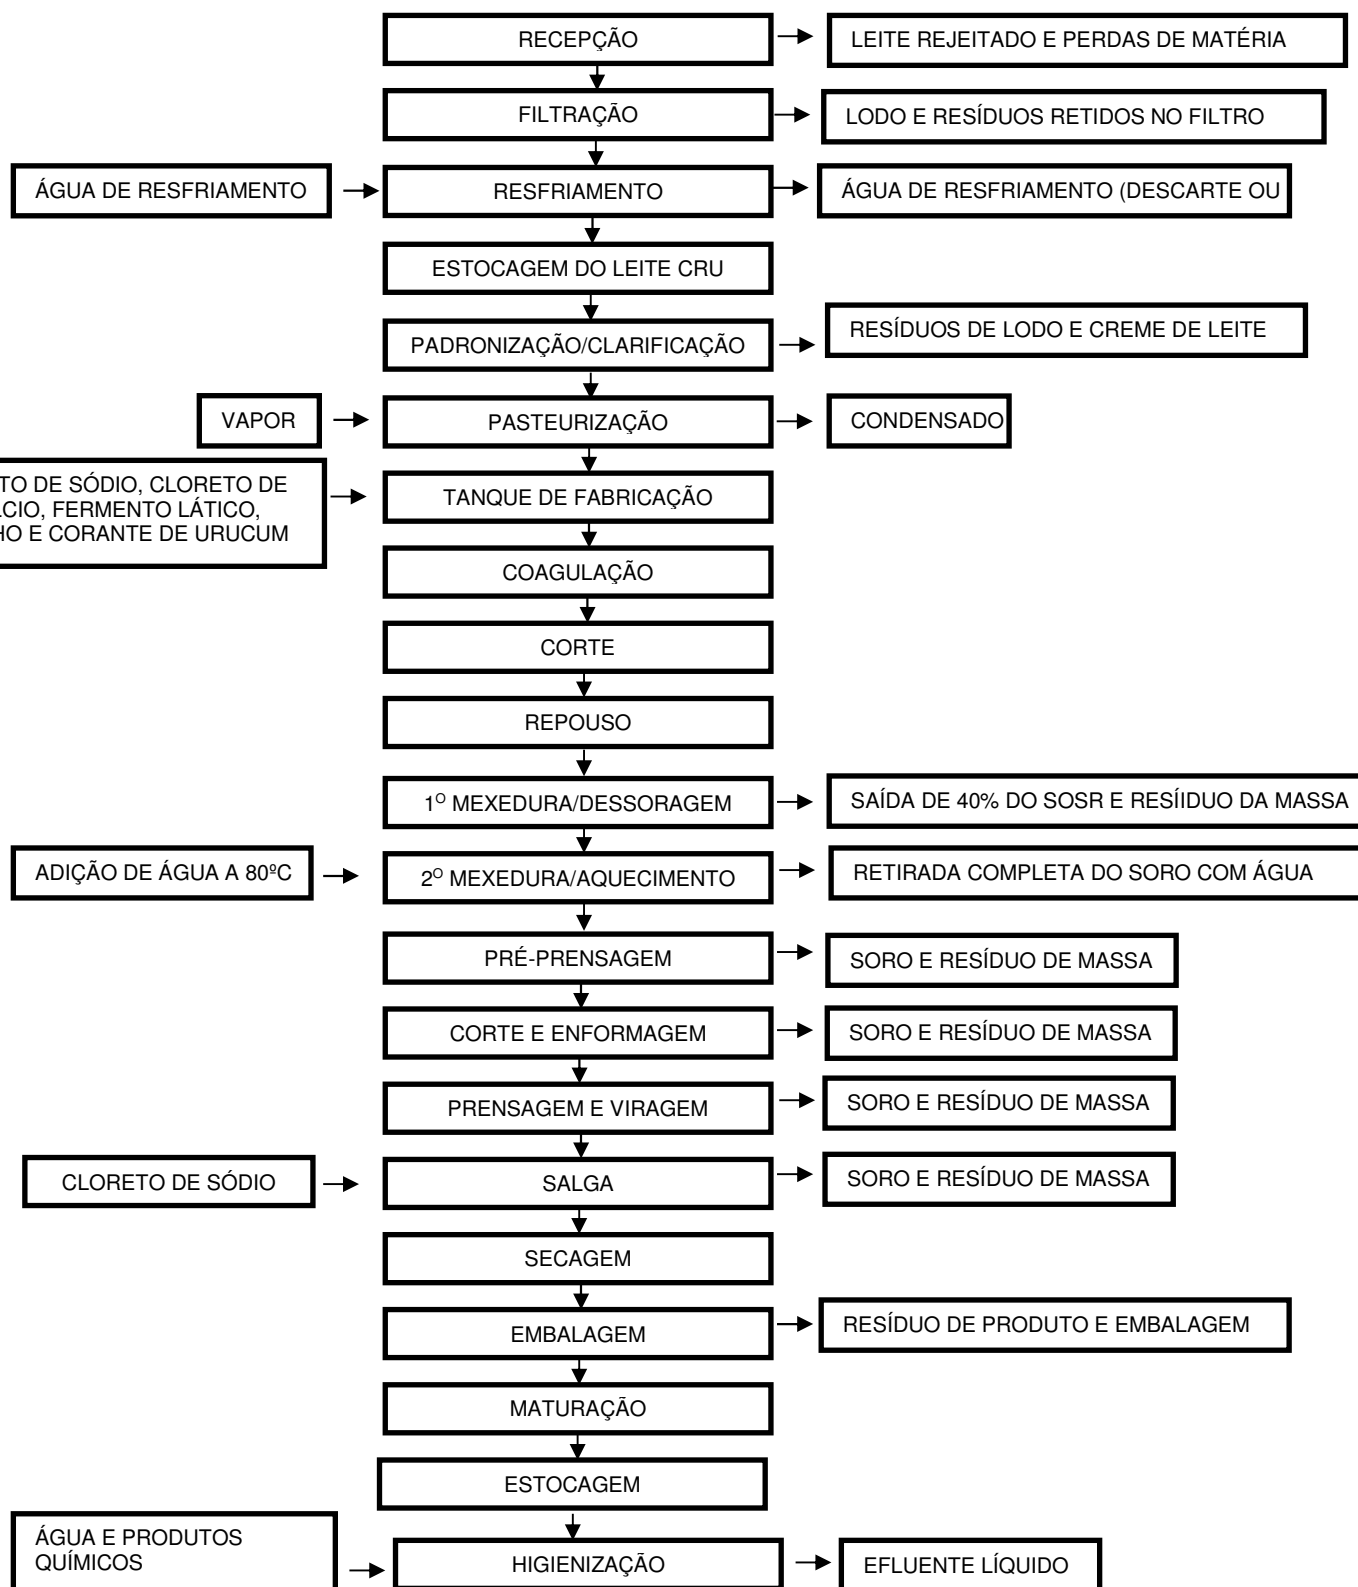 RECEPÇÃO
LEITE REJEITADO E PERDAS DE MATÉRIA
FILTRAÇÃO
LODO E RESÍDUOS RETIDOS NO FILTRO
ÁGUA DE RESFRIAMENTO
RESFRIAMENTO
ÁGUA DE RESFRIAMENTO (DESCARTE OU
ESTOCAGEM DO LEITE CRU
PADRONIZAÇÃO/CLARIFICAÇÃO
RESÍDUOS DE LODO E CREME DE LEITE
VAPOR
PASTEURIZAÇÃO
CONDENSADO
DE SÓDIO, CLORETO DE
FERMENTO LÁTICO,
E CORANTE DE URUCUM
TANQUE DE FABRICAÇÃO
COAGULAÇÃO
CORTE
REPOUSO
1º MEXEDURA/DESSORAGEM
SAÍDA DE 40% DO SOSR E RESÍIDUO DA MASSA
ADIÇÃO DE ÁGUA A 80ºC
2º MEXEDURA/AQUECIMENTO
RETIRADA COMPLETA DO SORO COM ÁGUA
PRÉ-PRENSAGEM
SORO E RESÍDUO DE MASSA
CORTE E ENFORMAGEM
SORO E RESÍDUO DE MASSA
PRENSAGEM E VIRAGEM
SORO E RESÍDUO DE MASSA
CLORETO DE SÓDIO
SALGA
SORO E RESÍDUO DE MASSA
SECAGEM
EMBALAGEM
RESÍDUO DE PRODUTO E EMBALAGEM
MATURAÇÃO
ESTOCAGEM
ÁGUA E PRODUTOS
QUÍMICOS
HIGIENIZAÇÃO
EFLUENTE LÍQUIDO